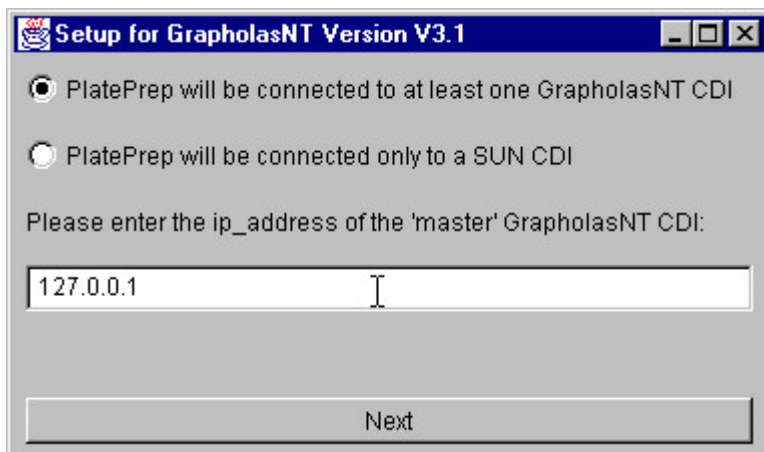 Setup for GrapholasNT Version V3.1
PlatePrep will be connected to at least one GrapholasNT CDI
PlatePrep will be connected only to a SUN CDI
Please enter the ip_address of the 'master' GrapholasNT CDI:
127.0.0.1
Next